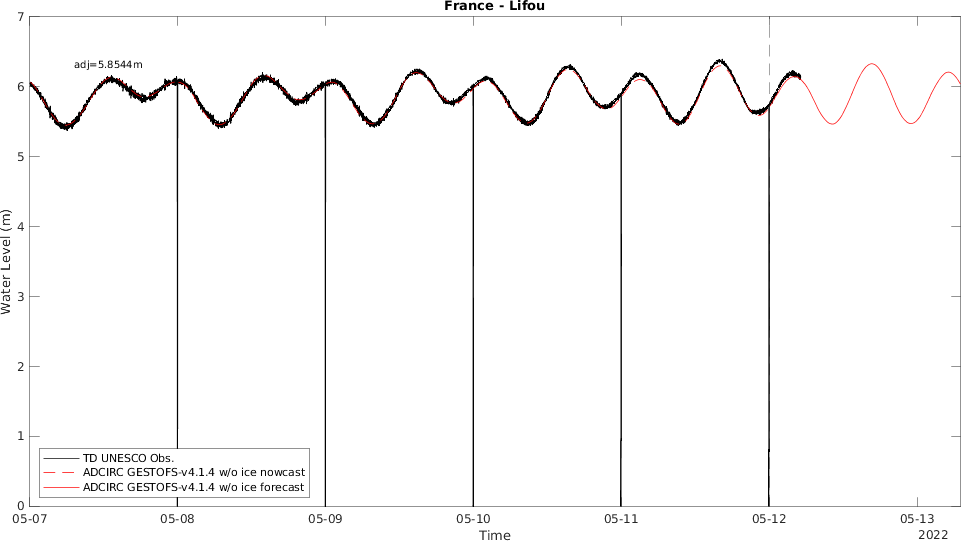 France - Lifou
7
6
5
4
3
2
1
0
Water Level (m)
adj=5.8544m
TD UNESCO Obs.
ADCIRC GESTOFS-v4.1.4 w/o ice nowcast
ADCIRC GESTOFS-v4.1.4 w/o ice forecast
05-07 05-08 05-09 05-10 05-11 05-12 05-13
Time
2022